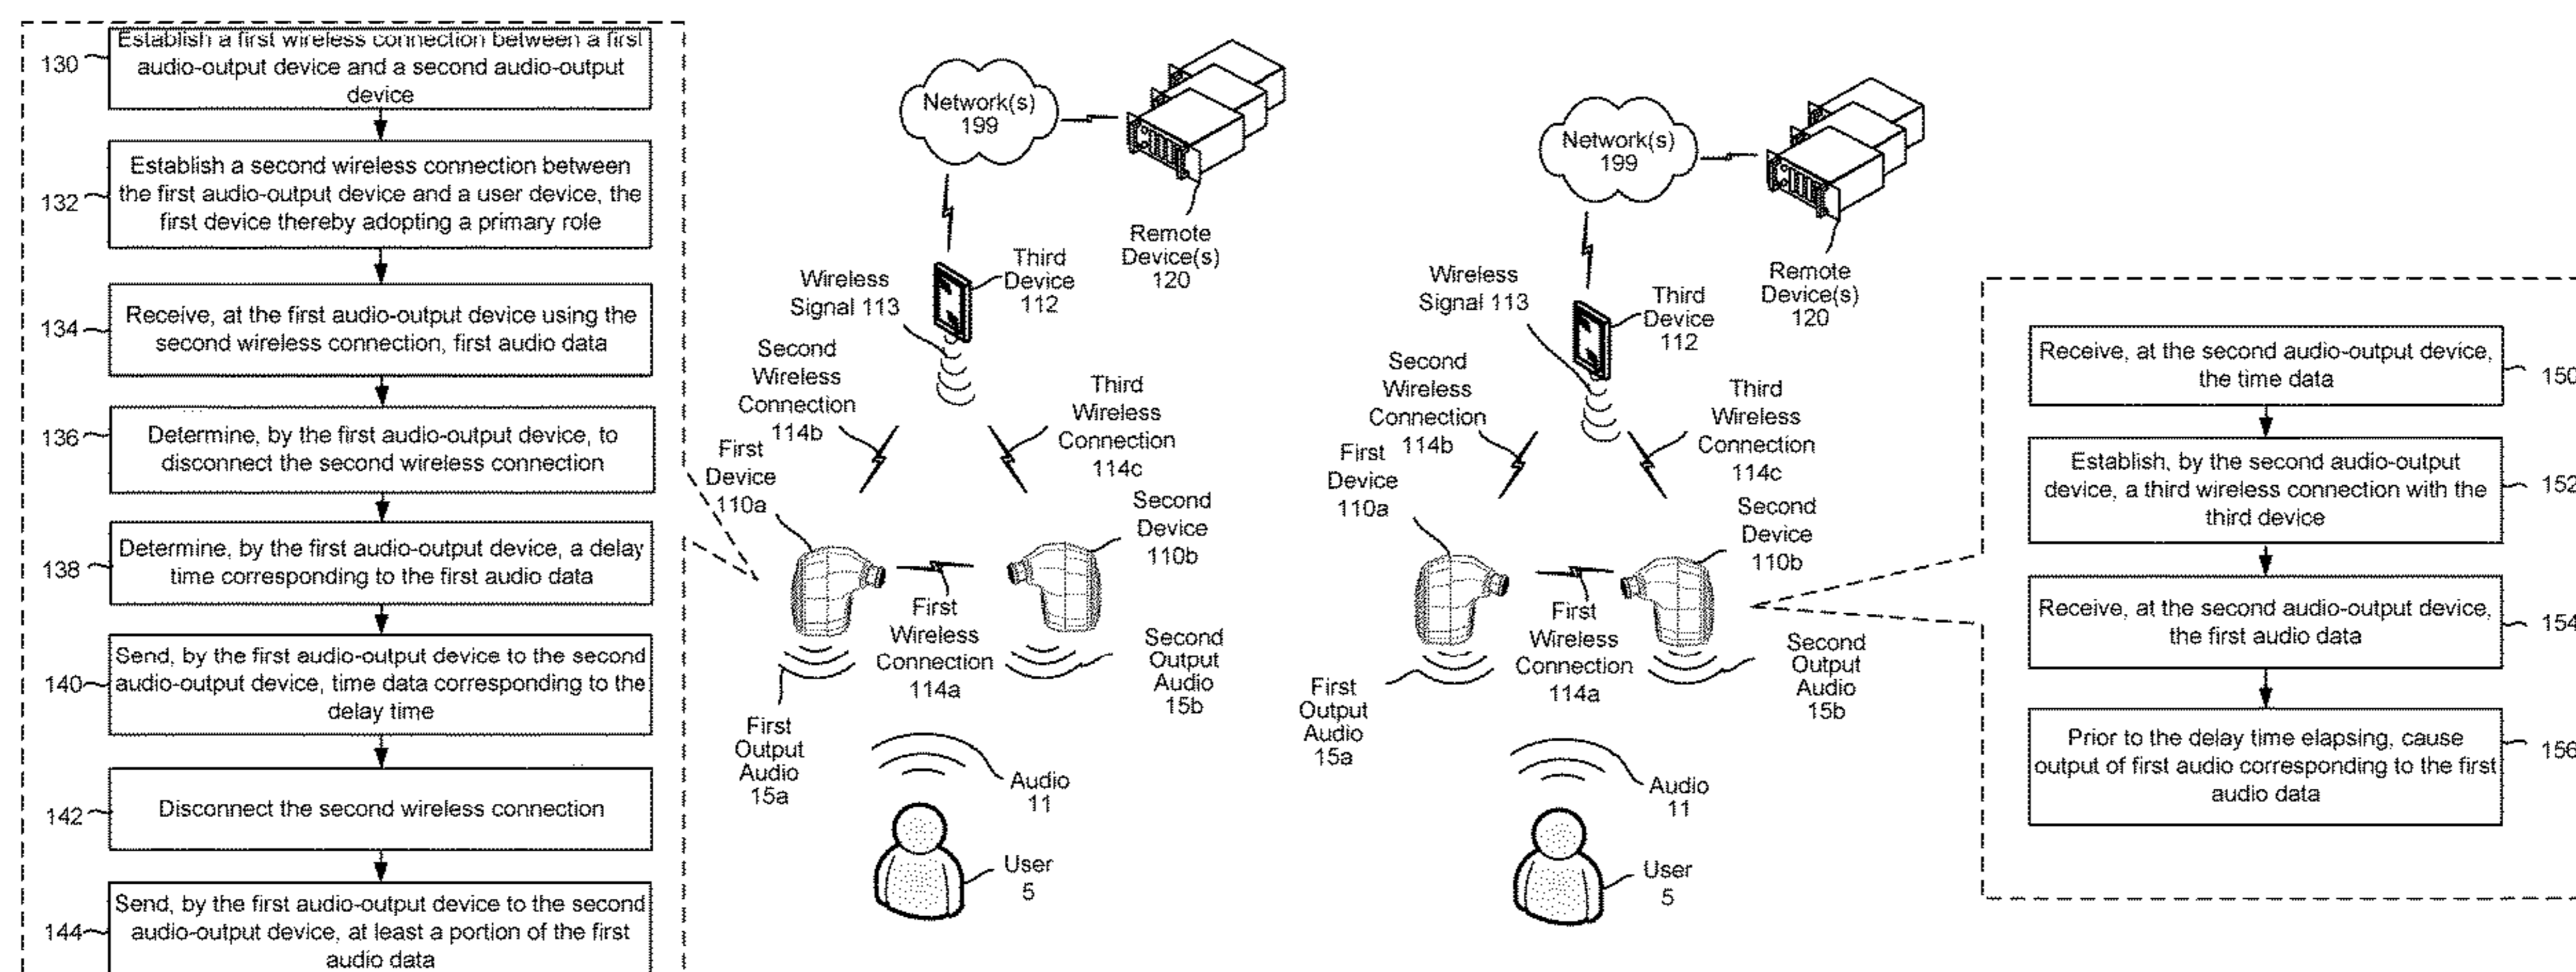 130
Establish a first wireless connection between a first
audio-output device and a second audio-output
device
132
Establish a second wireless connection between
the first audio-output device and a user device, the
first device thereby adopting a primary role
134
Receive, at the first audio-output device using the
second wireless connection, first audio data
136
Determine, by the first audio-output device, to
disconnect the second wireless connection
138
Determine, by the first audio-output device, a delay
time corresponding to the first audio data
140
Send, by the first audio-output device to the second
audio-output device, time data corresponding to the
delay time
142
Disconnect the second wireless connection
144
Send, by the first audio-output device to the second
audio-output device, at least a portion of the first
audio data
Network(s)
199
Remote
Device(s)
120
Third
Device
112
Wireless
Signal 113
Second
Wireless
Connection
114b
Third
Wireless
Connection
114c
First
Device
110a
Second
Device
110b
First
Wireless
Connection
114a
Second
Output
Audio
15b
First
Output
Audio
15a
Audio
11
User
5
Network(s)
199
Remote
Device(s)
120
Wireless
Signal 113
Third
Device
112
Second
Wireless
Connection
114b
Third
Wireless
Connection
114c
First
Device
110a
Second
Device
110b
First
Wireless
Connection
114a
Second
Output
Audio
15b
First
Output
Audio
15a
Audio
11
User
5
Receive, at the second audio-output device,
the time data
150
Establish, by the second audio-output
device, a third wireless connection with the
third device
152
Receive, at the second audio-output device,
the first audio data
154
Prior to the delay time elapsing, cause
output of first audio corresponding to the first
audio data
156